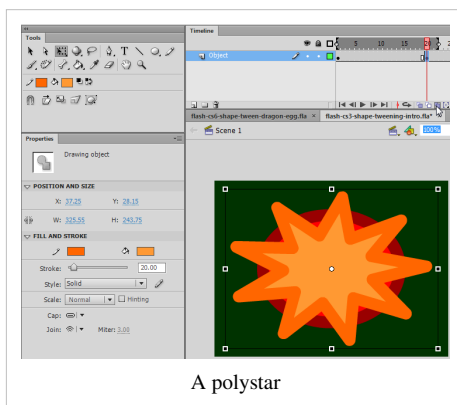 Timeline
Tools
5 10 15 20
Object
T
flash-cs6-shape-tween-dragon-egg.fla × flash-cs3-shape-tweening-intro.fla*
Scene 1
100%
Properties
Drawing object
POSITION AND SIZE
X: 37.25 Y: 28.15
W: 325.55 H: 243.75
FILL AND STROKE
Stroke: 20.00
Style: Solid
Scale: Normal Hinting
Cap:
Join: Miter: 3.00
A polystar